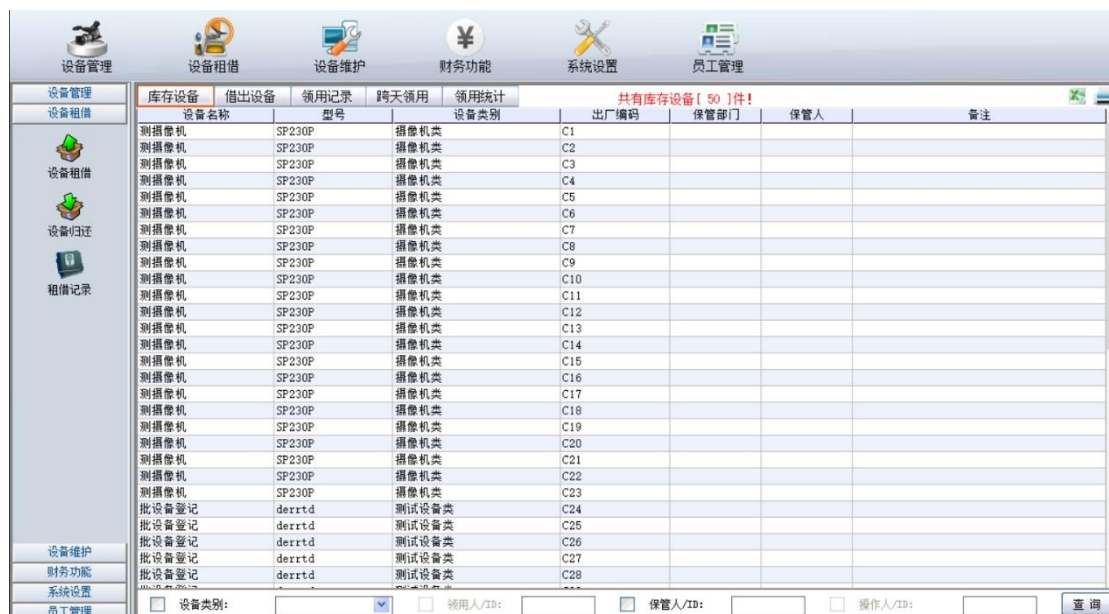 设备管理 设备租借 设备维护 财务功能 系统设置 员工管理
设备管理
设备租借
设备租借
设备归还
租借记录
设备维护
财务功能
系统设置
员工管理
库存设备 借出设备 领用记录 跨天领用 领用统计 共有库存设备[ 50 ]件!
设备名称 型号 设备类别 出厂编码 保管部门 保管人 备注
测摄像机 SP230P 摄像机类 C1
测摄像机 SP230P 摄像机类 C2
测摄像机 SP230P 摄像机类 C3
测摄像机 SP230P 摄像机类 C4
测摄像机 SP230P 摄像机类 C5
测摄像机 SP230P 摄像机类 C6
测摄像机 SP230P 摄像机类 C7
测摄像机 SP230P 摄像机类 C8
测摄像机 SP230P 摄像机类 C9
测摄像机 SP230P 摄像机类 C10
测摄像机 SP230P 摄像机类 C11
测摄像机 SP230P 摄像机类 C12
测摄像机 SP230P 摄像机类 C13
测摄像机 SP230P 摄像机类 C14
测摄像机 SP230P 摄像机类 C15
测摄像机 SP230P 摄像机类 C16
测摄像机 SP230P 摄像机类 C17
测摄像机 SP230P 摄像机类 C18
测摄像机 SP230P 摄像机类 C19
测摄像机 SP230P 摄像机类 C20
测摄像机 SP230P 摄像机类 C21
测摄像机 SP230P 摄像机类 C22
测摄像机 SP230P 摄像机类 C23
批设备登记 derrtd 测试设备类 C24
批设备登记 derrtd 测试设备类 C25
批设备登记 derrtd 测试设备类 C26
批设备登记 derrtd 测试设备类 C27
批设备登记 derrtd 测试设备类 C28
设备类别: 领用人/ID: 保管人/ID: 操作人/ID: 查询